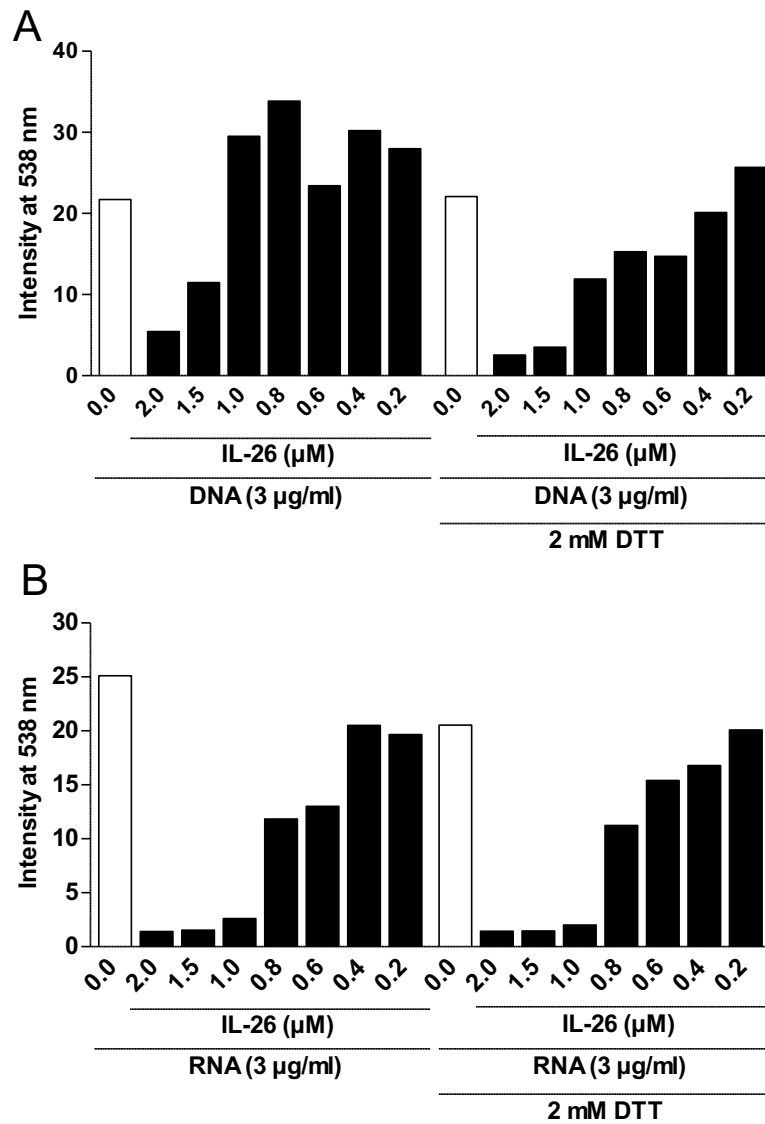 A
Intensity at 538 nm
40
30
20
10
0
0.0 2.0 1.5 1.0 0.8 0.6 0.4 0.2 0.0 2.0 1.5 1.0 0.8 0.6 0.4 0.2
IL-26 (µM) IL-26 (µM)
DNA (3 µg/ml) DNA (3 µg/ml)
2 mM DTT
B
Intensity at 538 nm
30
25
20
15
10
5
0
0.0 2.0 1.5 1.0 0.8 0.6 0.4 0.2 0.0 2.0 1.5 1.0 0.8 0.6 0.4 0.2
IL-26 (µM) IL-26 (µM)
RNA (3 µg/ml) RNA (3 µg/ml)
2 mM DTT